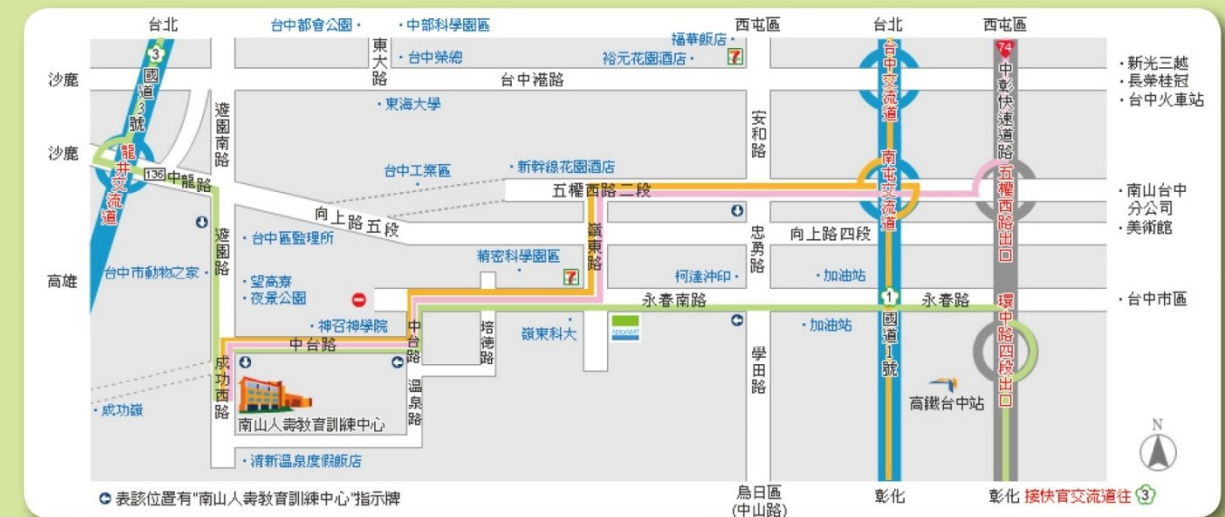 台北
台中都會公園・
・中部科學園區
西屯區
台北
西屯區
沙鹿
3
國道3號
東大路
・台中榮總
福華飯店・
裕元花園酒店・
7
台中港路
台中交流道
74
中彰快速道路
・新光三越
・長榮桂冠
・台中火車站
遊園南路
・東海大學
安和路
沙鹿
龍井交流道
136
中龍路
台中工業區
・新幹線花園酒店
五權西路二段
南屯交流道
五權西路出口
・南山台中
分公司
・美術館
向上路五段
向上路四段
遊園路
・台中區監理所
嶺東路
忠勇路
精密科學園區
7
高雄
台中市動物之家・
・望高寮
・夜景公園
柯達沖印・
・加油站
永春南路
1
永春路
・台中市區
・神召神學院
中台路
中台路
培德路
嶺東科大
・加油站
國道1號
環中路四段出口
成功西路
溫泉路
學田路
高鐵台中站
・成功嶺
南山人壽教育訓練中心
・清新溫泉度假飯店
N
表該位置有"南山人壽教育訓練中心"指示牌
烏日區
(中山路)
彰化
彰化 接快官交流道往 3